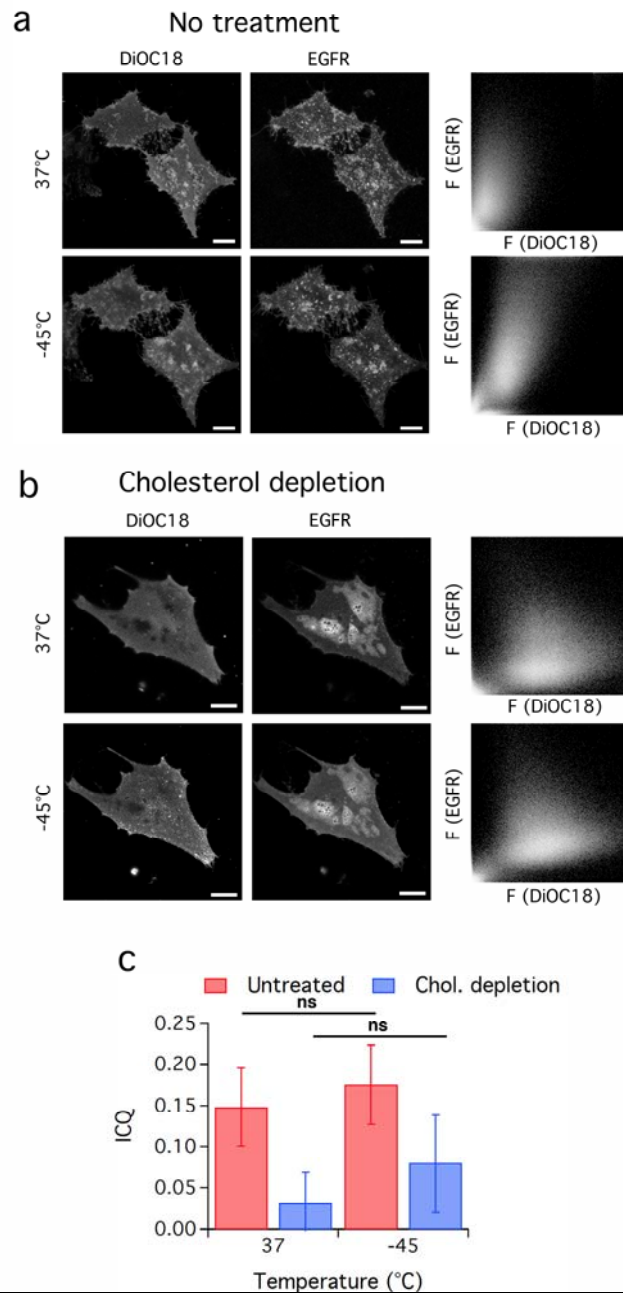 a
No treatment
DiOC18 EGFR
37°C
F (EGFR)
F (DiOC18)
-45°C
F (EGFR)
F (DiOC18)
b
Cholesterol depletion
DiOC18 EGFR
37°C
F (EGFR)
F (DiOC18)
-45°C
F (EGFR)
F (DiOC18)
c
Untreated Chol. depletion
ns
ns
0.25
0.20
0.15
0.10
0.05
0.00
ICQ
37 -45
Temperature (°C)